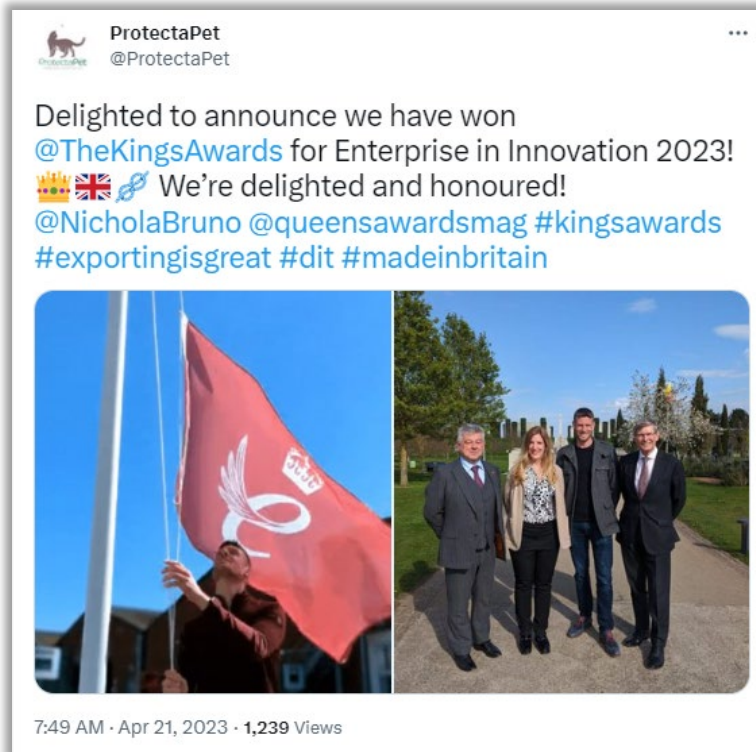 ProtectaPet
@ProtectaPet
ProtectaPet
Delighted to announce we have won
@TheKingsAwards for Enterprise in Innovation 2023!
👑🇬🇧🔗 We’re delighted and honoured!
@NicholaBruno @queensawardsmag #kingsawards
#exportingisgreat #dit #madeinbritain
7:49 AM · Apr 21, 2023 · 1,239 Views